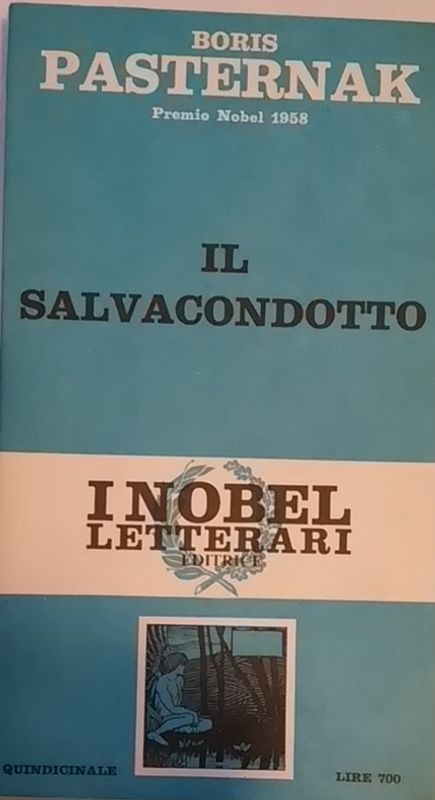 BORIS
PASTERNAK
Premio Nobel 1958
IL
SALVACONDOTTO
I NOBEL
LETTERARI
EDITRICE
QUINDICINALE
LIRE 700